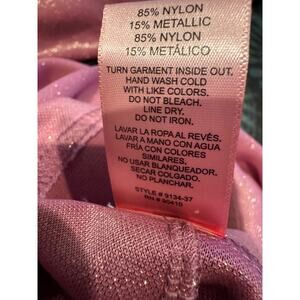 85% NYLON
15% METALLIC
85% NYLON
15% METÁLICO
TURN GARMENT INSIDE OUT.
HAND WASH COLD
WITH LIKE COLORS.
DO NOT BLEACH.
LINE DRY.
DO NOT IRON.
LAVAR LA ROPA AL REVÉS.
LAVAR A MANO CON AGUA
FRÍA CON COLORES
SIMILARES.
NO USAR BLANQUEADOR.
SECAR COLGADO.
NO PLANCHAR.
STYLE # 9134-37
RN # 90410